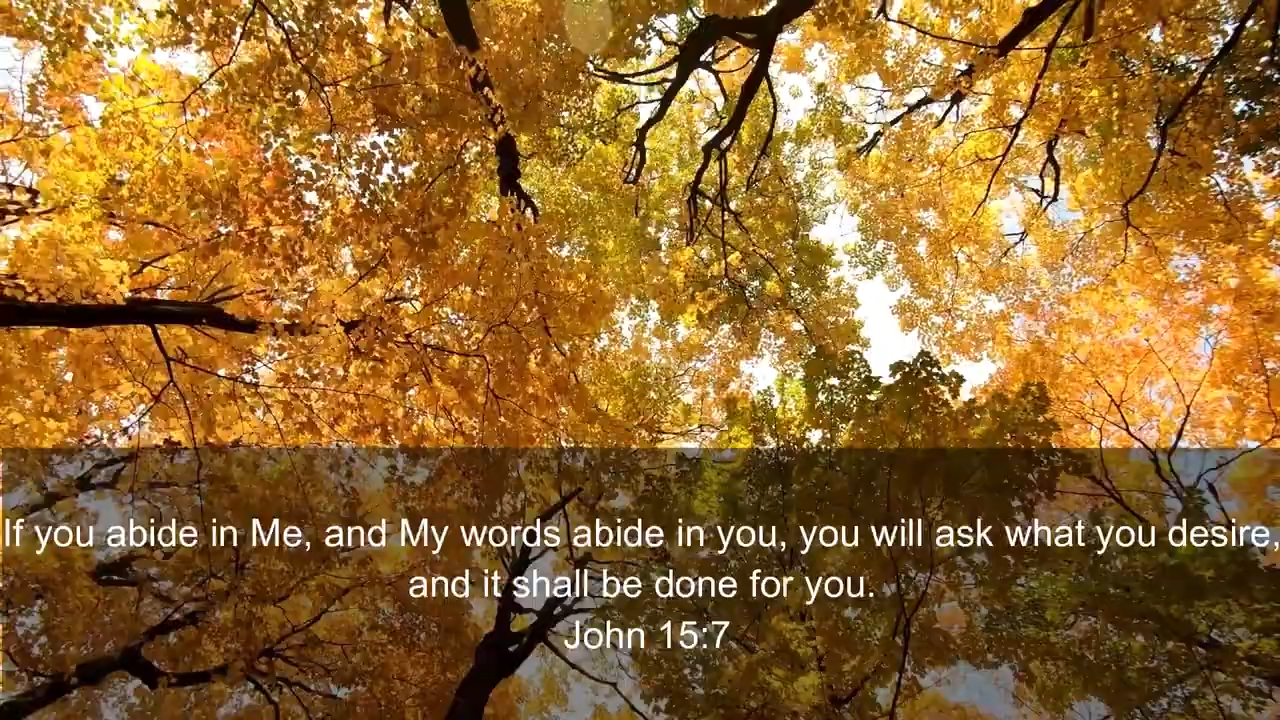 If you abide in Me, and My words abide in you, you will ask what you desire,
and it shall be done for you.
John 15:7